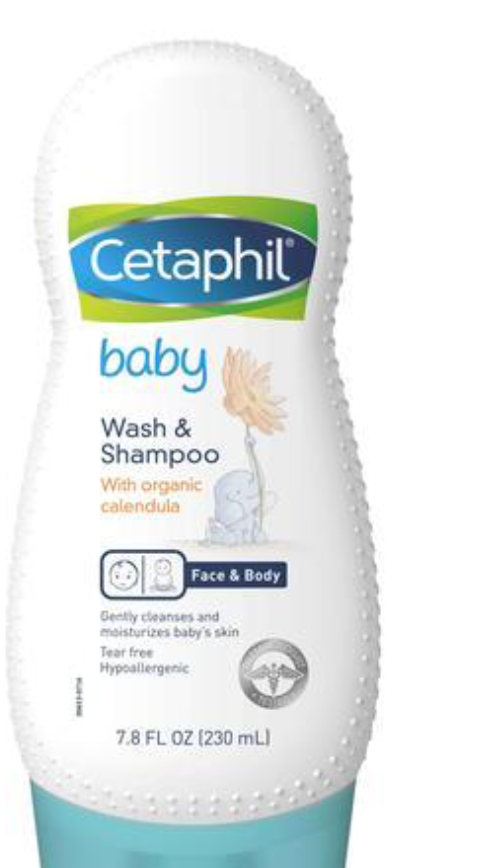 Cetaphil®
baby
Wash &
Shampoo
With organic
calendula
Face & Body
Gently cleanses and
moisturizes baby's skin
Tear free
Hypoallergenic
7.8 FL OZ (230 mL)